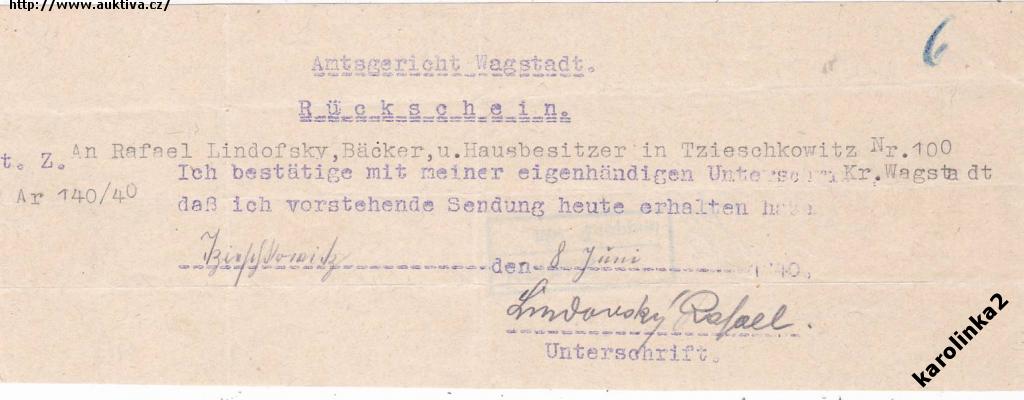 http://www.auktiva.cz/
6
Amtsgericht Wagstadt.
Rückschein.
t. Z. An Rafael Lindofsky, Bäcker, u. Hausbesitzer in Tzieschkowitz Nr. 100
Ich bestätige mit meiner eigenhändigen Kr. Wagstadt
Ar 140/40
daß ich vorstehende Sendung heute erhalten
Tzieschkowitz den 8 Juni 40.
Lindovský Rafael.
Unterschrift.
karolinka2